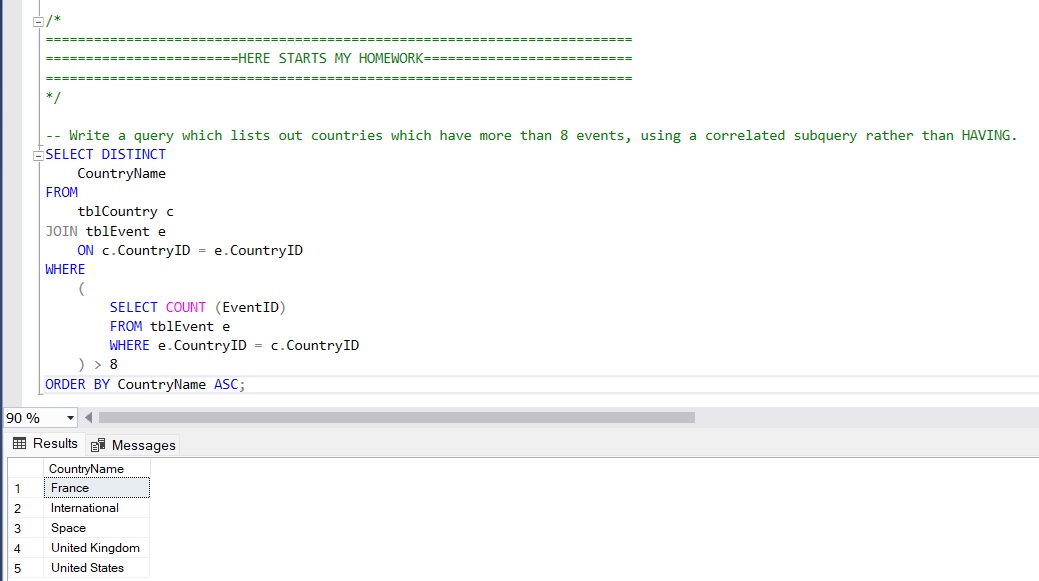 /*
=========================================================================
========================HERE STARTS MY HOMEWORK==========================
=========================================================================
*/
-- Write a query which lists out countries which have more than 8 events, using a correlated subquery rather than HAVING.
SELECT DISTINCT
CountryName
FROM
tblCountry c
JOIN tblEvent e
ON c.CountryID = e.CountryID
WHERE
(
SELECT COUNT (EventID)
FROM tblEvent e
WHERE e.CountryID = c.CountryID
) > 8
ORDER BY CountryName ASC;
90 %
Results Messages
CountryName
1 France
2 International
3 Space
4 United Kingdom
5 United States